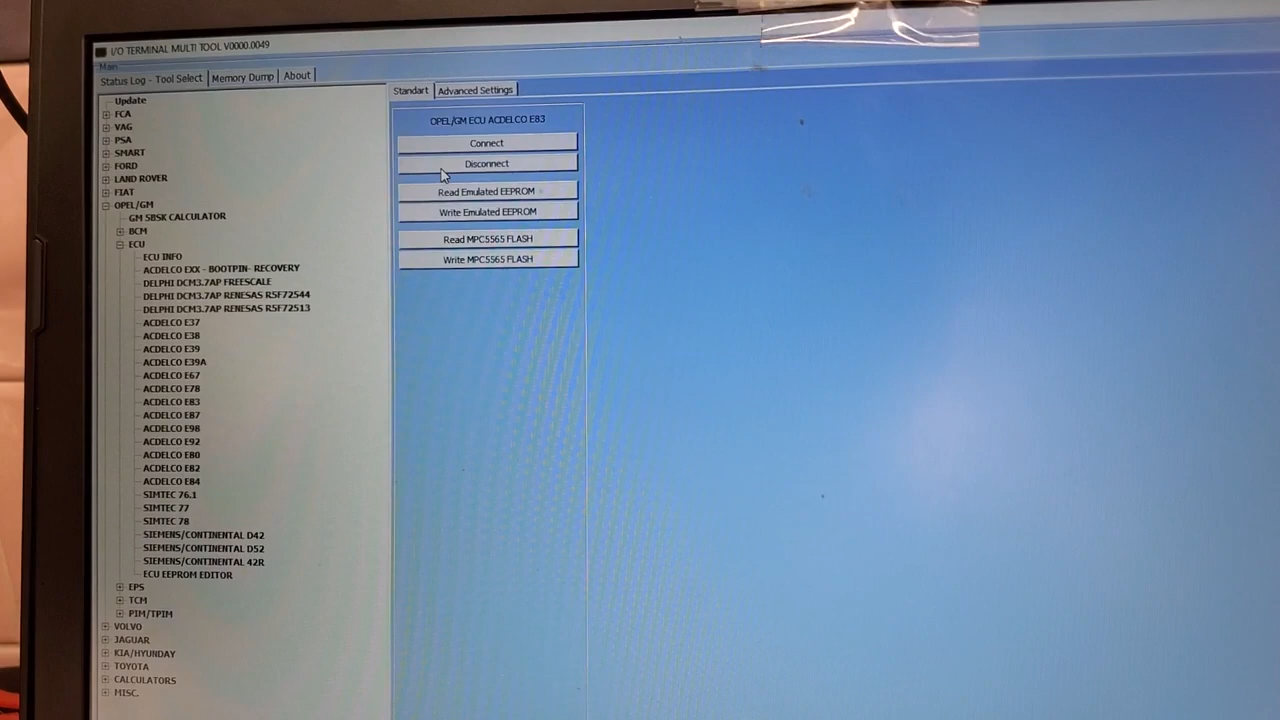 I/O TERMINAL MULTI TOOL V0000.0049
Main
Status Log - Tool Select
Memory Dump
About
Update
FCA
VAG
PSA
SMART
FORD
LAND ROVER
FIAT
OPEL/GM
GM 5BSK CALCULATOR
BCM
ECU
ECU INFO
ACDELCO EXX - BOOTPIN- RECOVERY
DELPHI DCM3.7AP FREESCALE
DELPHI DCM3.7AP RENESAS R5F72544
DELPHI DCM3.7AP RENESAS R5F72513
ACDELCO E37
ACDELCO E38
ACDELCO E39
ACDELCO E39A
ACDELCO E67
ACDELCO E78
ACDELCO E83
ACDELCO E87
ACDELCO E98
ACDELCO E92
ACDELCO E80
ACDELCO E82
ACDELCO E84
SIMTEC 76.1
SIMTEC 77
SIMTEC 78
SIEMENS/CONTINENTAL D42
SIEMENS/CONTINENTAL D52
SIEMENS/CONTINENTAL 42R
ECU EEPROM EDITOR
EPS
TCM
PIM/TPIM
VOLVO
JAGUAR
KIA/HYUNDAY
TOYOTA
CALCULATORS
MISC.
Standart
Advanced Settings
OPEL/GM ECU ACDELCO E83
Connect
Disconnect
Read Emulated EEPROM
Write Emulated EEPROM
Read MPC5565 FLASH
Write MPC5565 FLASH